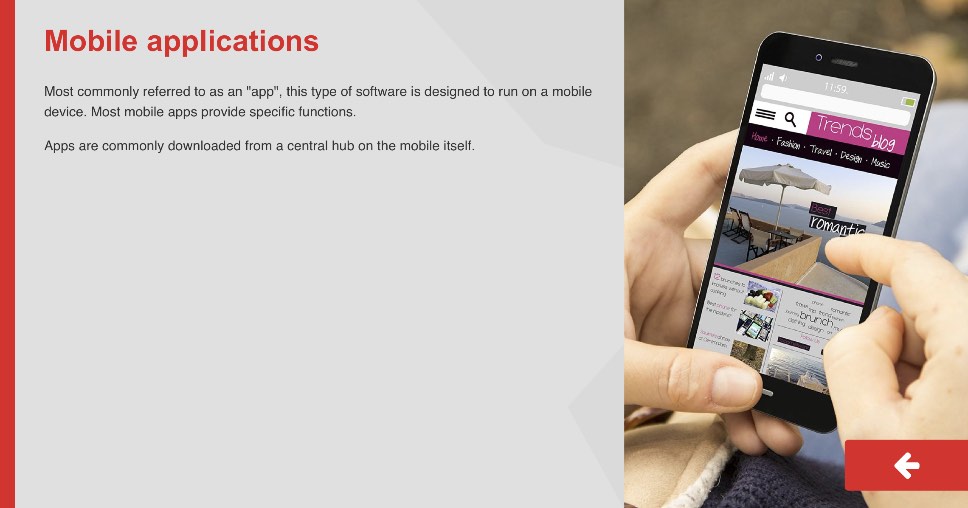 Mobile applications
Most commonly referred to as an "app", this type of software is designed to run on a mobile
device. Most mobile apps provide specific functions.
Apps are commonly downloaded from a central hub on the mobile itself.
11:59
Trends
blog
Home · Fashion · Travel · Design · Music
Best
romantic
brunch